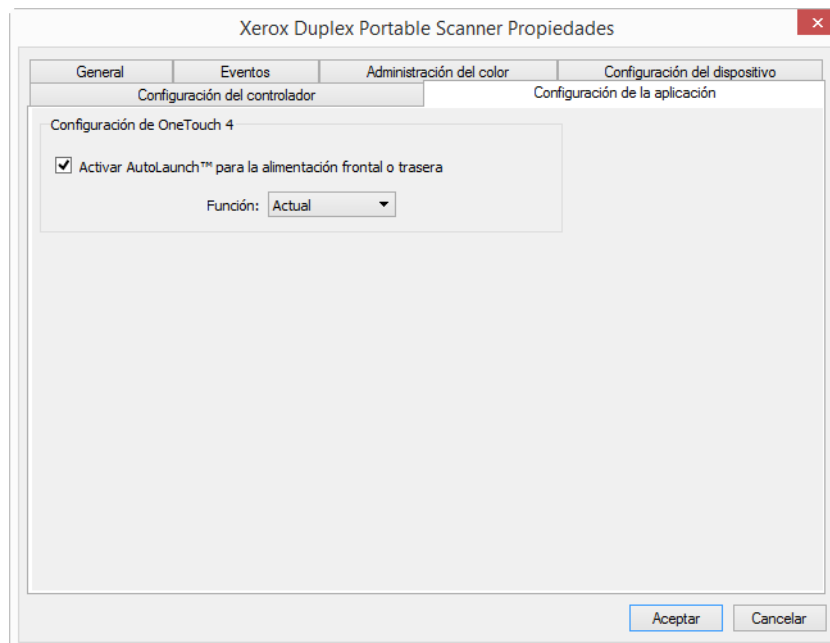 Xerox Duplex Portable Scanner Propiedades
General
Eventos
Administración del color
Configuración del dispositivo
Configuración del controlador
Configuración de la aplicación
Configuración de OneTouch 4
Activar AutoLaunch™ para la alimentación frontal o trasera
Función: Actual
Aceptar
Cancelar